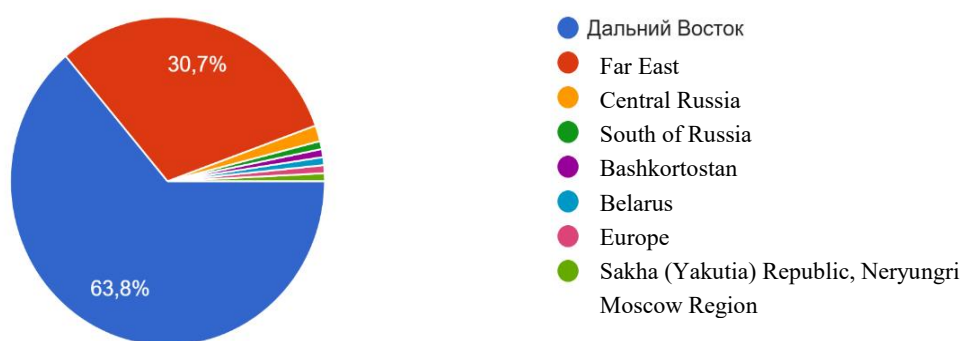 30,7%
63,8%
Дальний Восток
Far East
Central Russia
South of Russia
Bashkortostan
Belarus
Europe
Sakha (Yakutia) Republic, Neryungri
Moscow Region